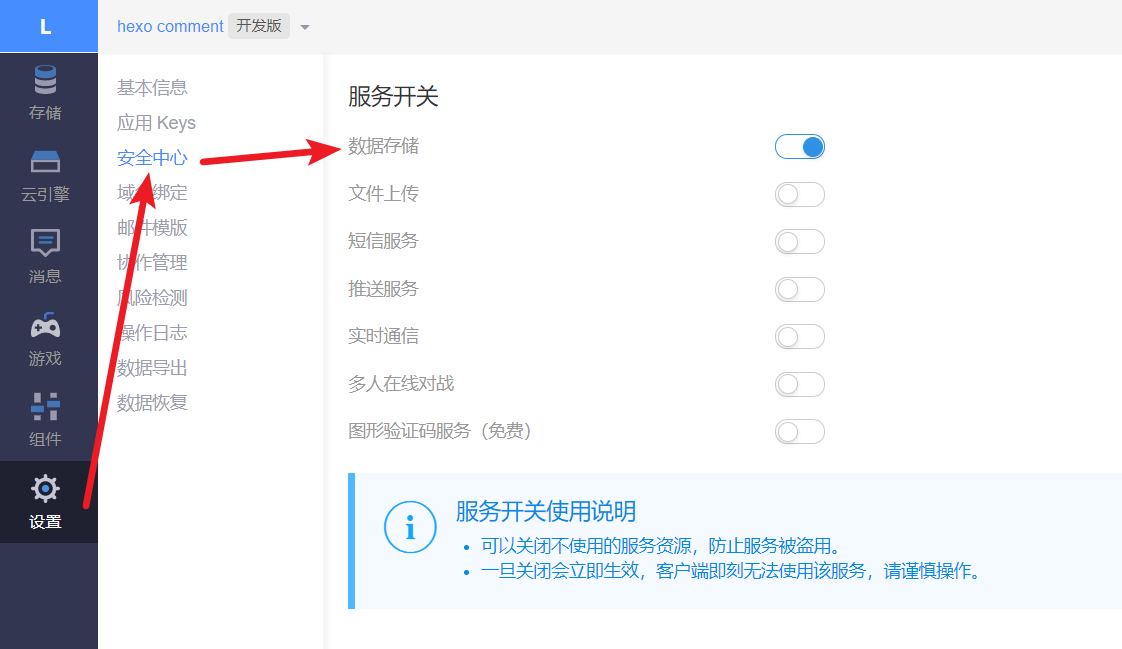 L
hexo comment 开发版
存储
云引擎
消息
游戏
组件
设置
基本信息
应用 Keys
安全中心
域名绑定
邮件模版
协作管理
风险检测
操作日志
数据导出
数据恢复
服务开关
数据存储
文件上传
短信服务
推送服务
实时通信
多人在线对战
图形验证码服务（免费）
服务开关使用说明
可以关闭不使用的服务资源，防止服务被盗用。
一旦关闭会立即生效，客户端即刻无法使用该服务，请谨慎操作。